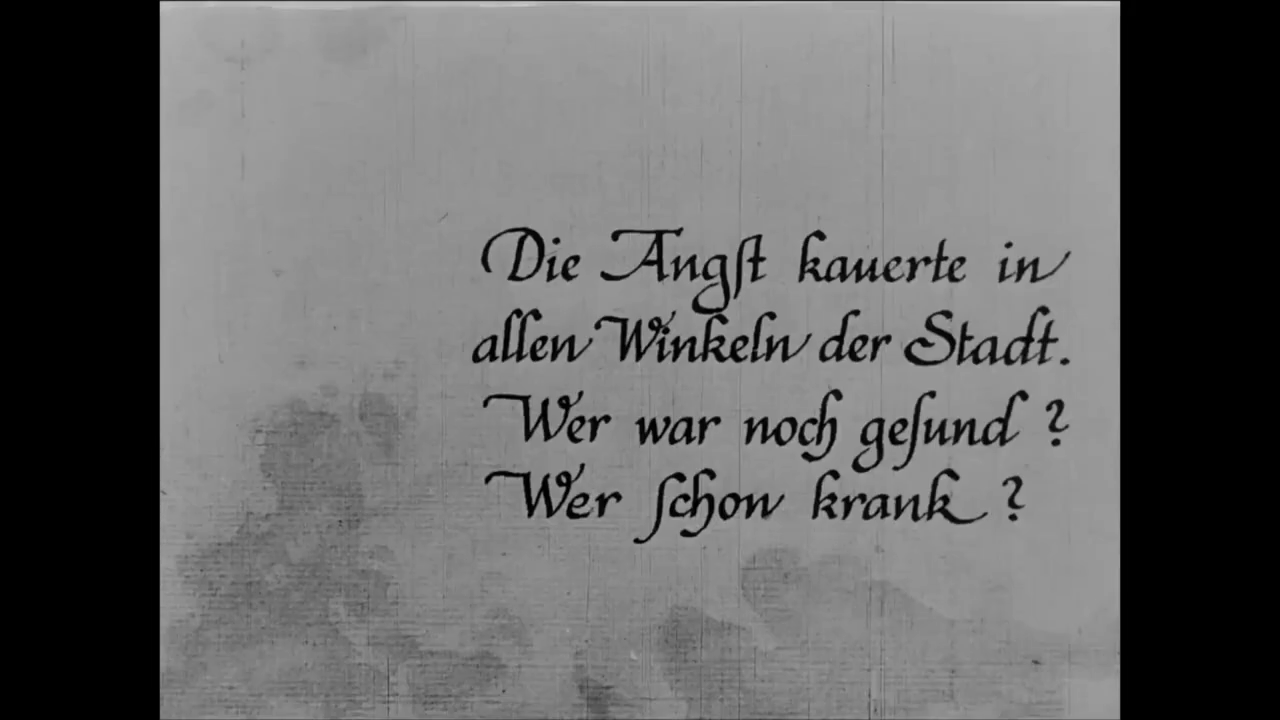 Die Angſt kauerte in
allen Winkeln der Stadt.
Wer war noch geſund ?
Wer ſchon krank ?